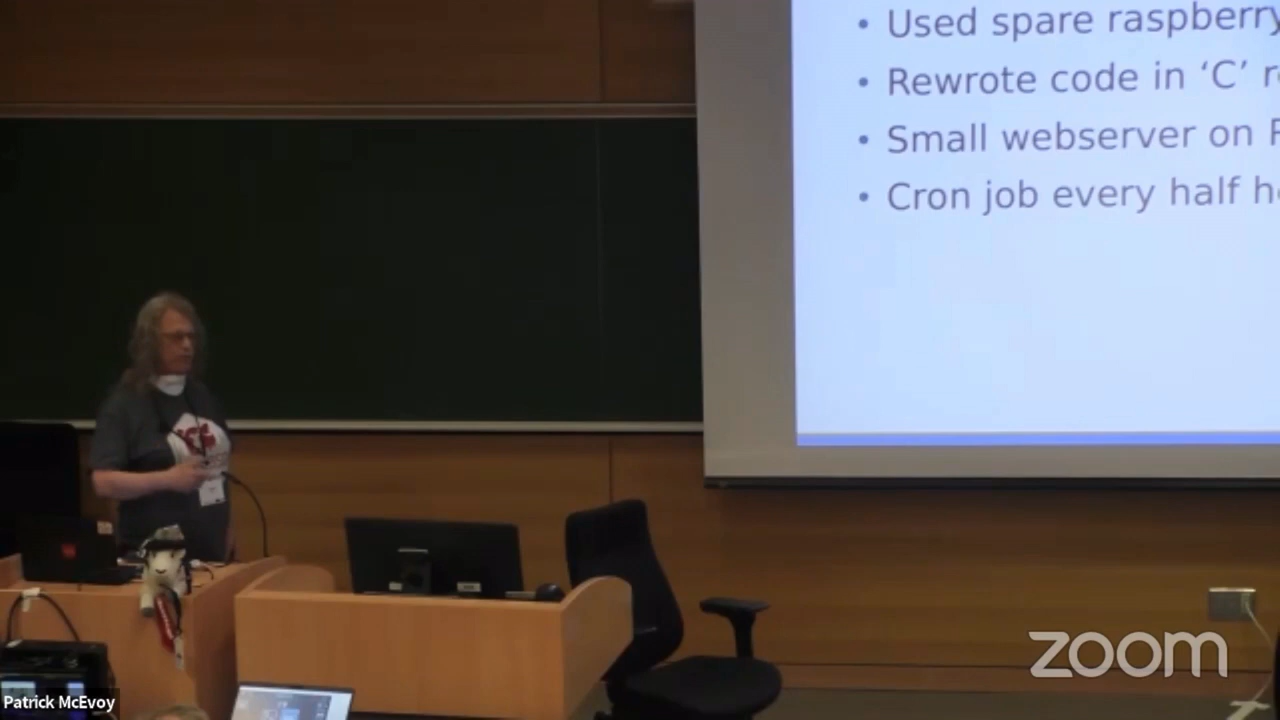 • Used spare raspberry
• Rewrote code in ‘C’
• Small webserver on
• Cron job every half
zoom
Patrick McEvoy